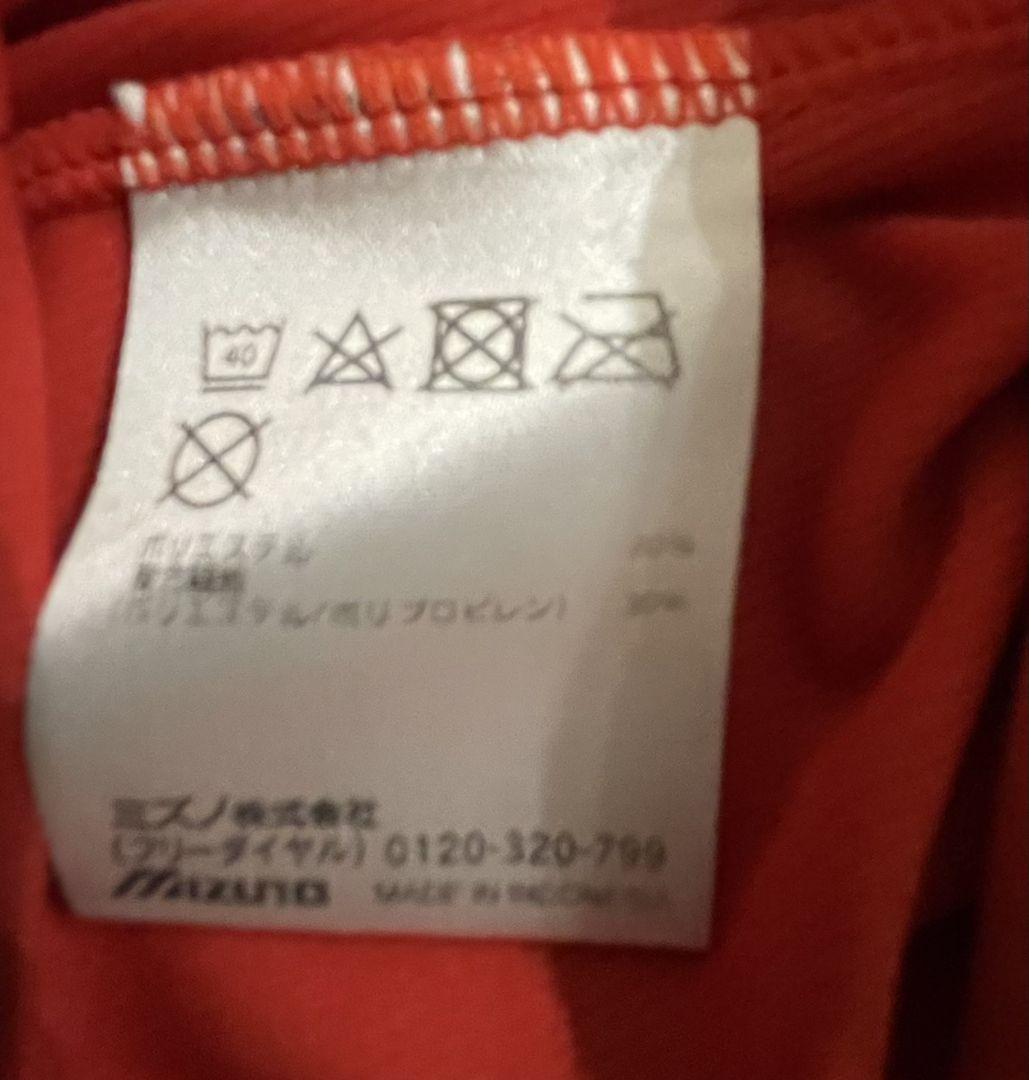 40
ポリエステル 70%
複合繊維
(ポリエステル/ポリプロピレン) 30%
ミズノ株式会社
(フリーダイヤル) 0120-320-799
Mizuno MADE IN INDONESIA